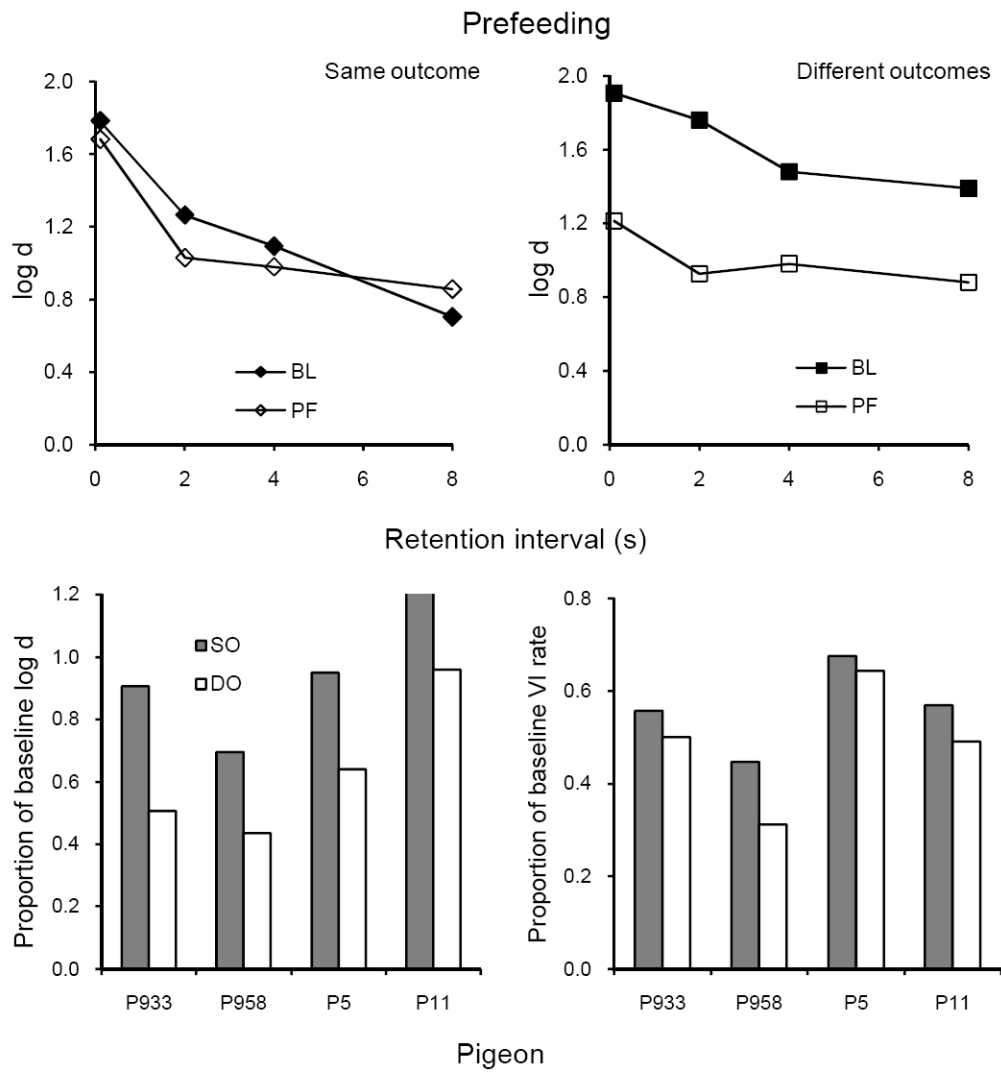 Prefeeding
Same outcome
log d
2.0
1.6
1.2
0.8
0.4
0.0
BL
PF
0 2 4 6 8
Different outcomes
log d
2.0
1.6
1.2
0.8
0.4
0.0
BL
PF
0 2 4 6 8
Retention interval (s)
Proportion of baseline log d
1.2
1.0
0.8
0.6
0.4
0.2
0.0
SO
DO
P933 P958 P5 P11
Proportion of baseline VI rate
0.8
0.6
0.4
0.2
0.0
P933 P958 P5 P11
Pigeon